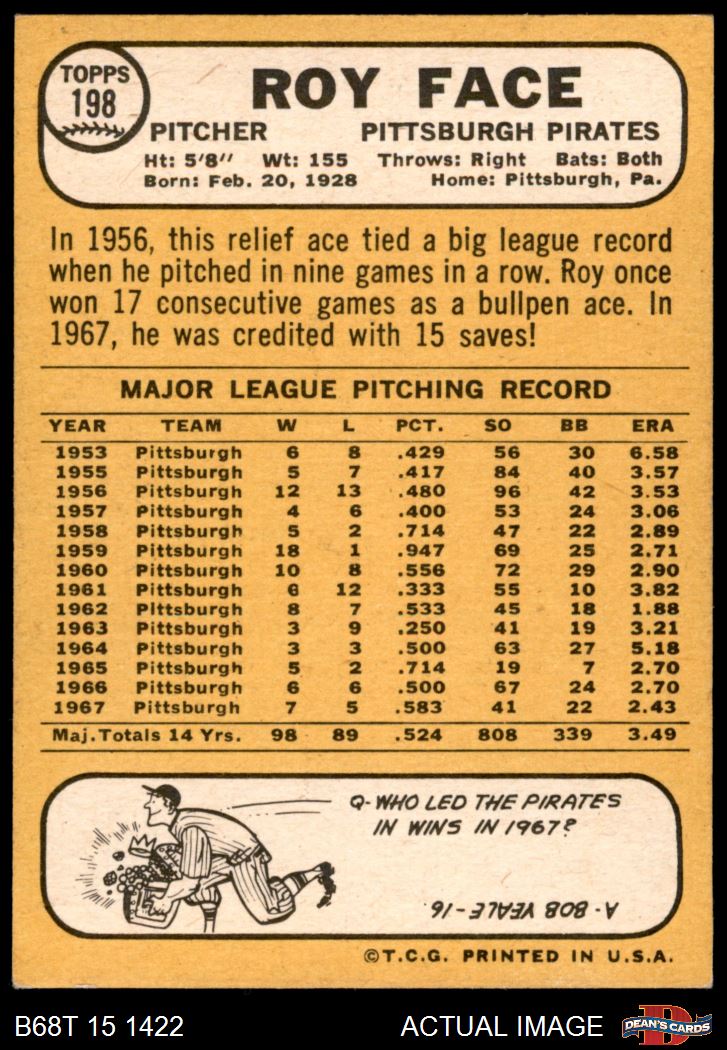 TOPPS
198
ROY FACE
PITCHER PITTSBURGH PIRATES
Ht: 5'8" Wt: 155 Throws: Right Bats: Both
Born: Feb. 20, 1928 Home: Pittsburgh, Pa.
In 1956, this relief ace tied a big league record
when he pitched in nine games in a row. Roy once
won 17 consecutive games as a bullpen ace. In
1967, he was credited with 15 saves!
MAJOR LEAGUE PITCHING RECORD
YEAR TEAM W L PCT. SO BB ERA
1953 Pittsburgh 6 8 .429 56 30 6.58
1955 Pittsburgh 5 7 .417 84 40 3.57
1956 Pittsburgh 12 13 .480 96 42 3.53
1957 Pittsburgh 4 6 .400 53 24 3.06
1958 Pittsburgh 5 2 .714 47 22 2.89
1959 Pittsburgh 18 1 .947 69 25 2.71
1960 Pittsburgh 10 8 .556 72 29 2.90
1961 Pittsburgh 6 12 .333 55 10 3.82
1962 Pittsburgh 8 7 .533 45 18 1.88
1963 Pittsburgh 3 9 .250 41 19 3.21
1964 Pittsburgh 3 3 .500 63 27 5.18
1965 Pittsburgh 5 2 .714 19 7 2.70
1966 Pittsburgh 6 6 .500 67 24 2.70
1967 Pittsburgh 7 5 .583 41 22 2.43
Maj. Totals 14 Yrs. 98 89 .524 808 339 3.49
Q-WHO LED THE PIRATES
IN WINS IN 1967?
A-BOB VEALE-16
©T.C.G. PRINTED IN U.S.A.
B68T 15 1422 ACTUAL IMAGE
D
DEAN'S CARDS